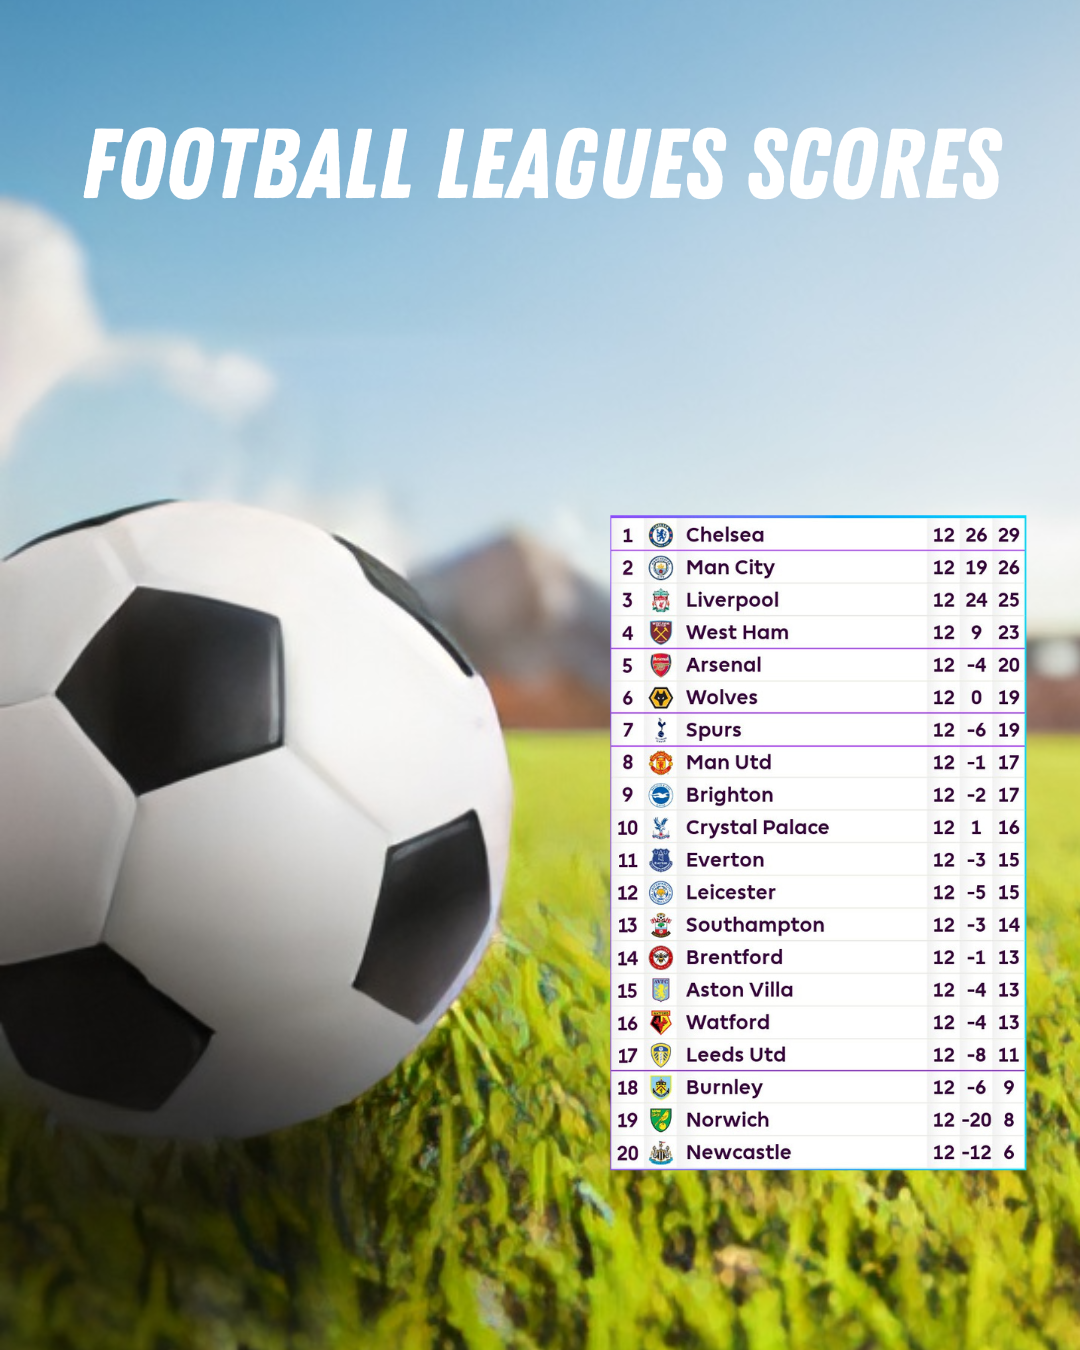 FOOTBALL LEAGUES SCORES
1 Chelsea 12 26 29
2 Man City 12 19 26
3 Liverpool 12 24 25
4 West Ham 12 9 23
5 Arsenal 12 -4 20
6 Wolves 12 0 19
7 Spurs 12 -6 19
8 Man Utd 12 -1 17
9 Brighton 12 -2 17
10 Crystal Palace 12 1 16
11 Everton 12 -3 15
12 Leicester 12 -5 15
13 Southampton 12 -3 14
14 Brentford 12 -1 13
15 Aston Villa 12 -4 13
16 Watford 12 -4 13
17 Leeds Utd 12 -8 11
18 Burnley 12 -6 9
19 Norwich 12 -20 8
20 Newcastle 12 -12 6